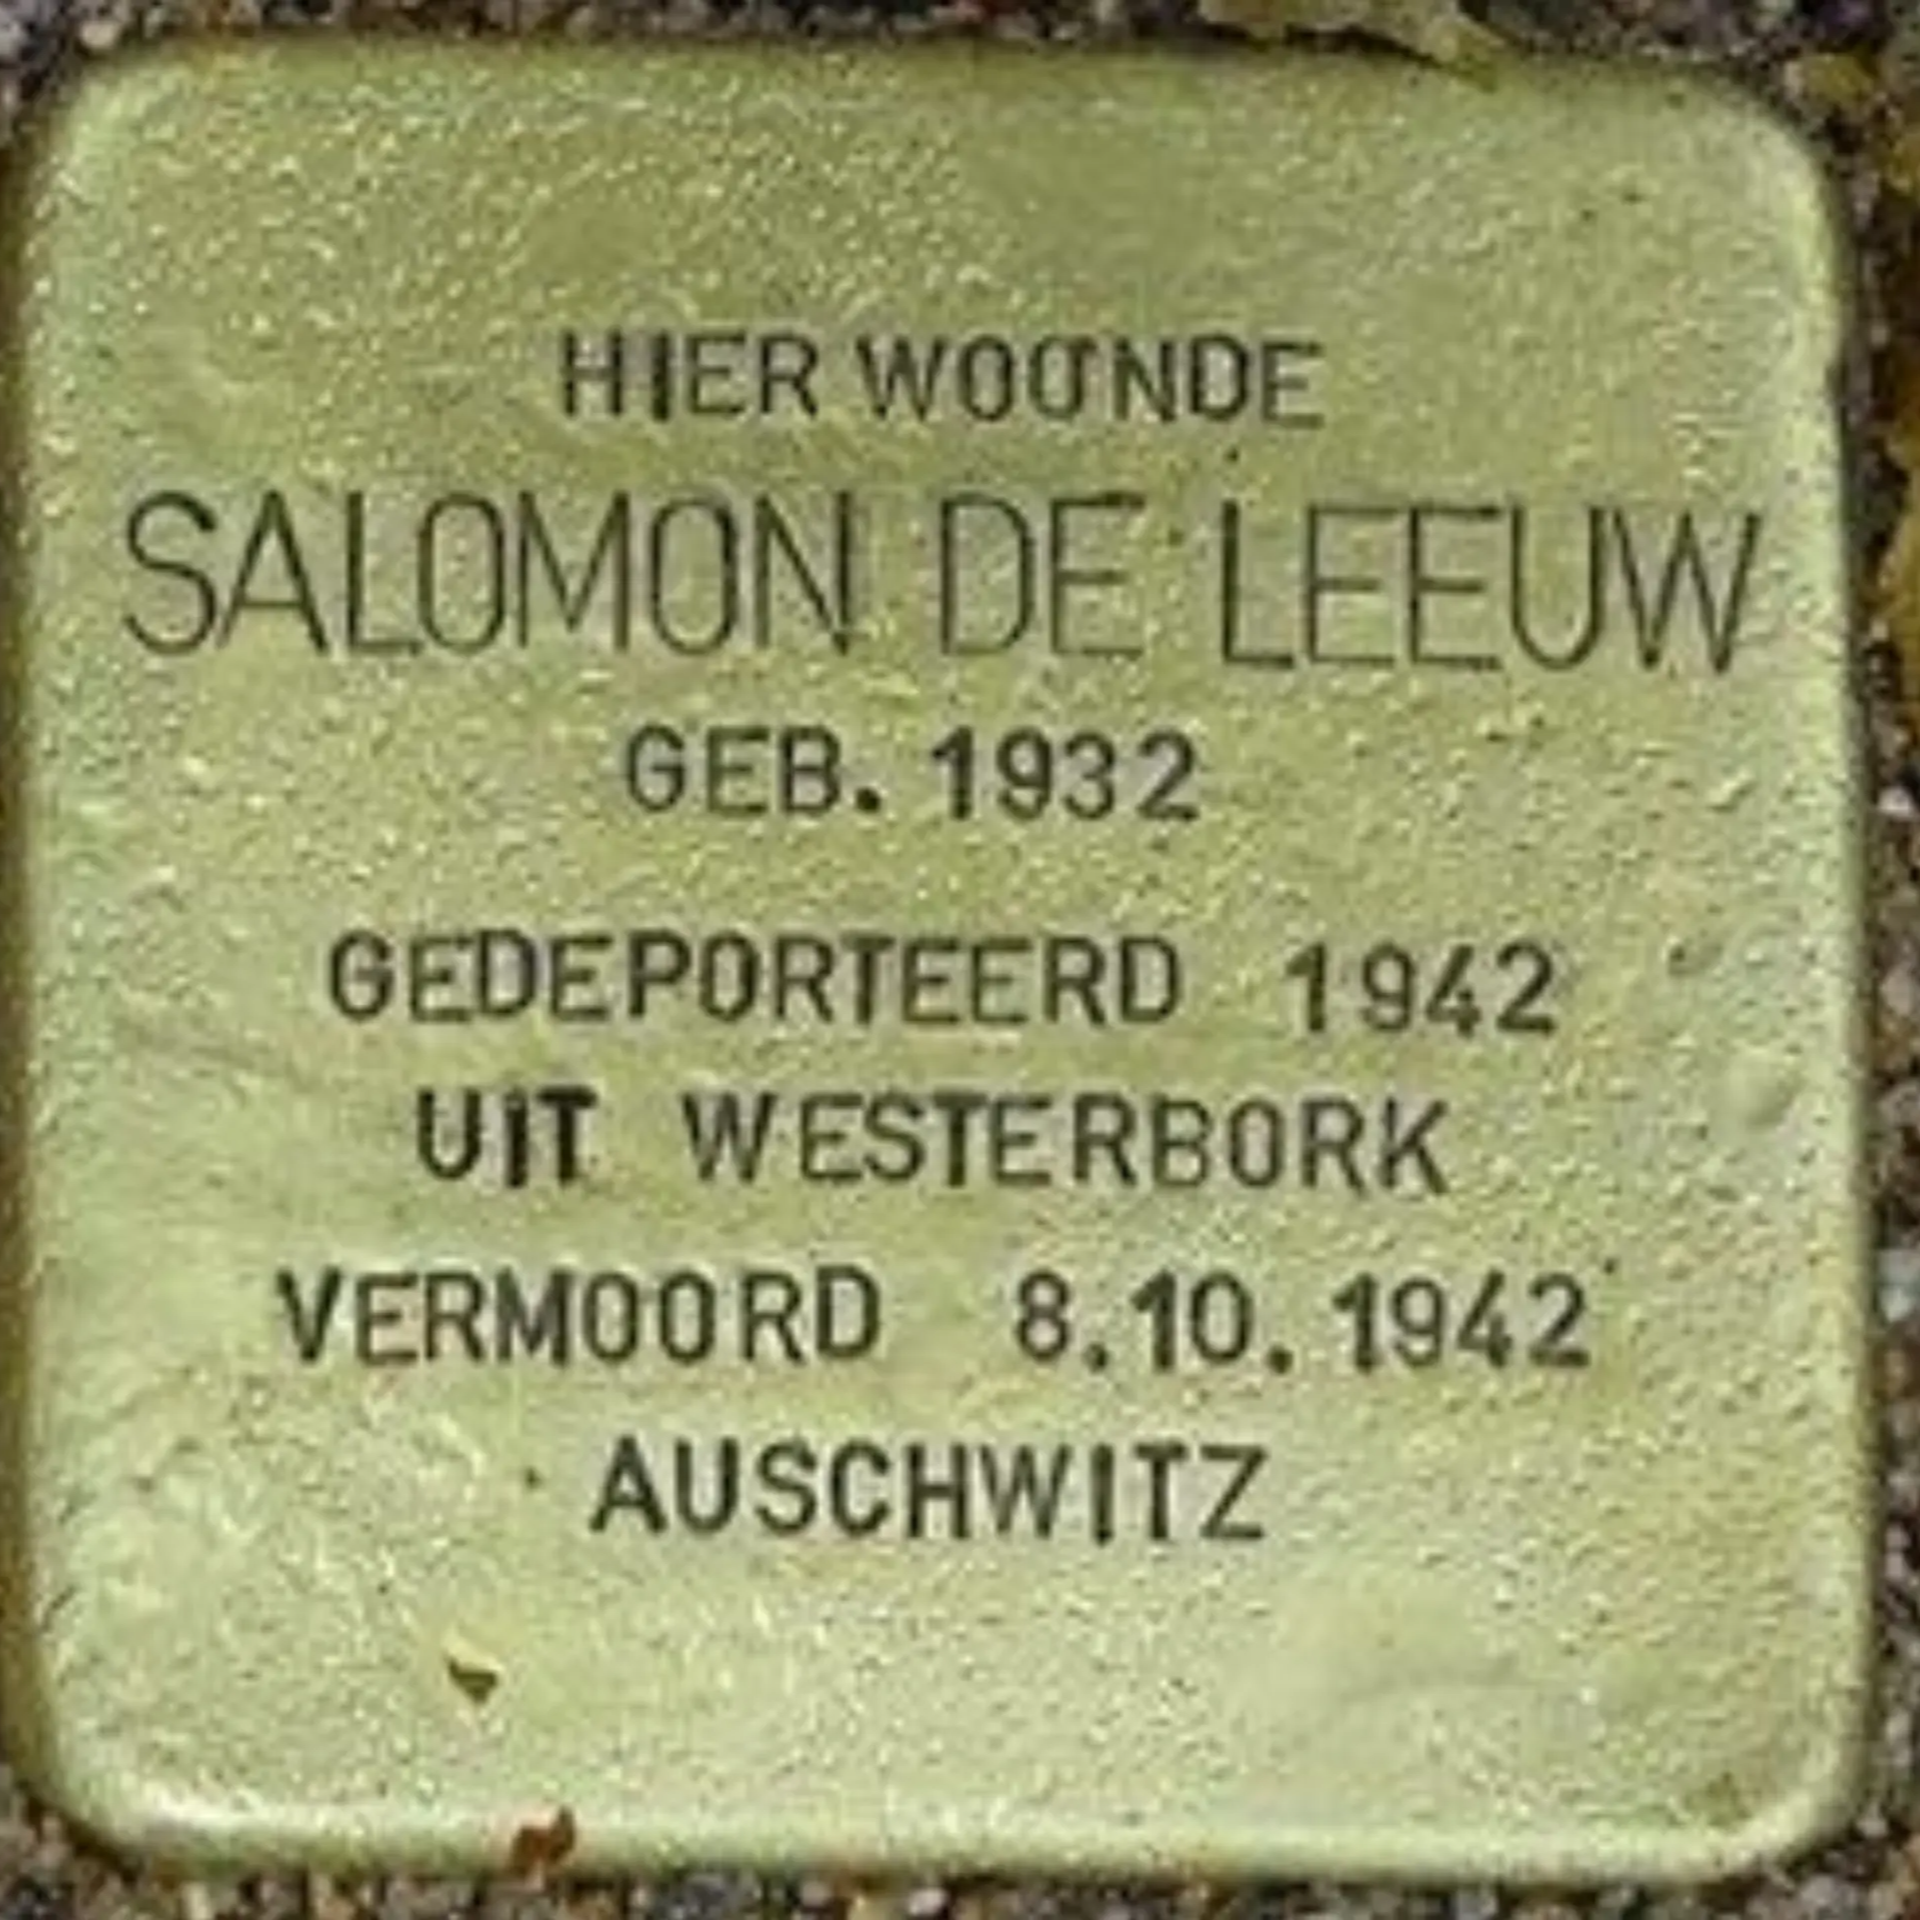 HIER WOONDE
SALOMON DE LEEUW
GEB. 1932
GEDEPORTEERD 1942
UIT WESTERBORK
VERMOORD 8.10.1942
AUSCHWITZ